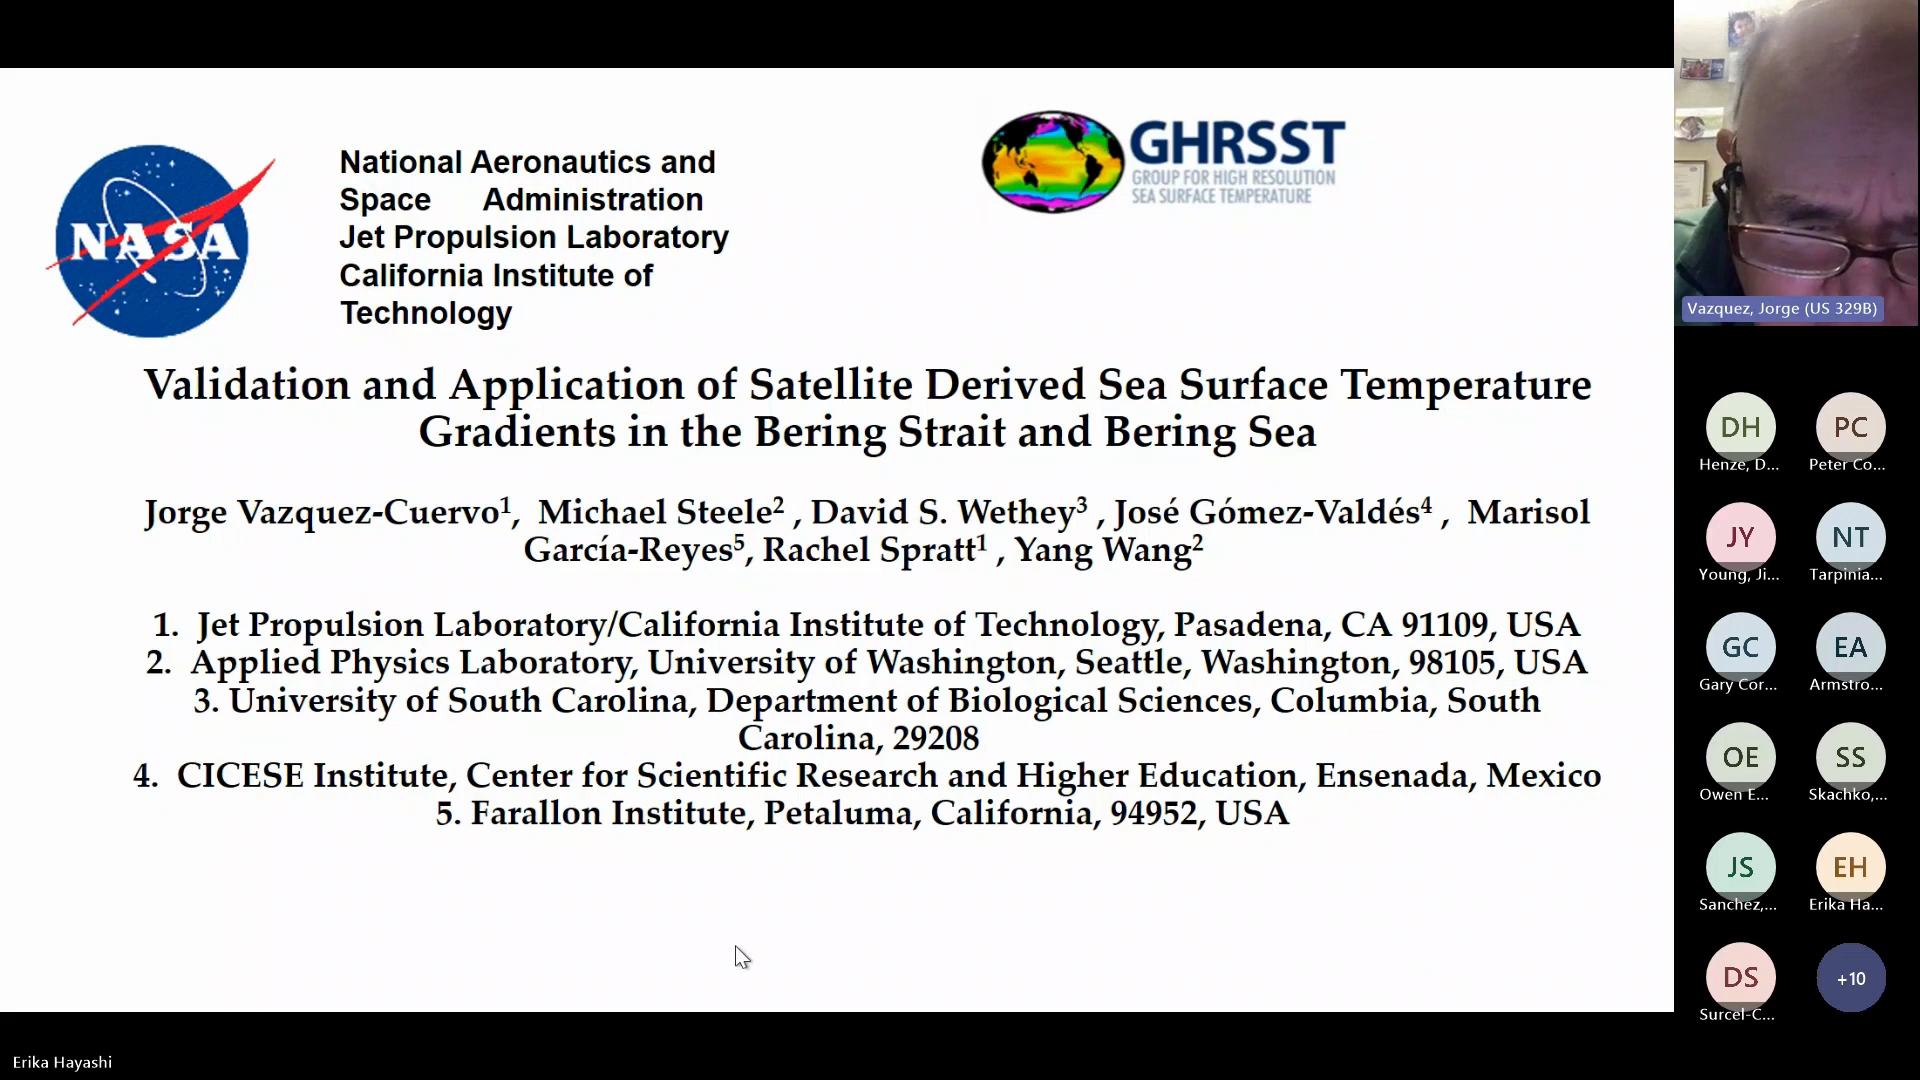 NASA
National Aeronautics and
Space Administration
Jet Propulsion Laboratory
California Institute of
Technology
GHRSST
GROUP FOR HIGH RESOLUTION
SEA SURFACE TEMPERATURE
Validation and Application of Satellite Derived Sea Surface Temperature
Gradients in the Bering Strait and Bering Sea
Jorge Vazquez-Cuervo¹, Michael Steele² , David S. Wethey³ , José Gómez-Valdés⁴ , Marisol
García-Reyes⁵, Rachel Spratt¹ , Yang Wang²
1. Jet Propulsion Laboratory/California Institute of Technology, Pasadena, CA 91109, USA
2. Applied Physics Laboratory, University of Washington, Seattle, Washington, 98105, USA
3. University of South Carolina, Department of Biological Sciences, Columbia, South
Carolina, 29208
4. CICESE Institute, Center for Scientific Research and Higher Education, Ensenada, Mexico
5. Farallon Institute, Petaluma, California, 94952, USA
Vazquez, Jorge (US 329B)
DH PC
Henze, D... Peter Co...
JY NT
Young, Ji... Tarpinia...
GC EA
Gary Cor... Armstro...
OE SS
Owen E... Skachko,...
JS EH
Sanchez,... Erika Ha...
DS +10
Surcel-C...
Erika Hayashi